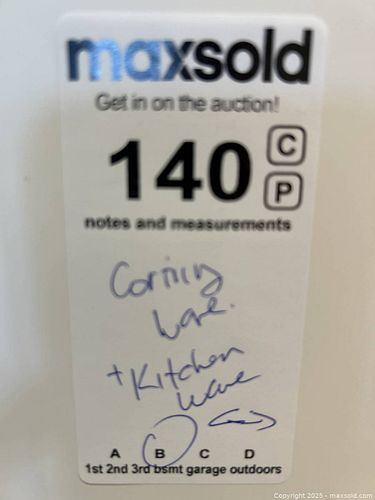 maxsold
Get in on the auction!
140
C
P
notes and measurements
Corning
Ware.
+ Kitchen
ware
A B C D
1st 2nd 3rd bsmt garage outdoors
Copyright 2025 - maxsold.com